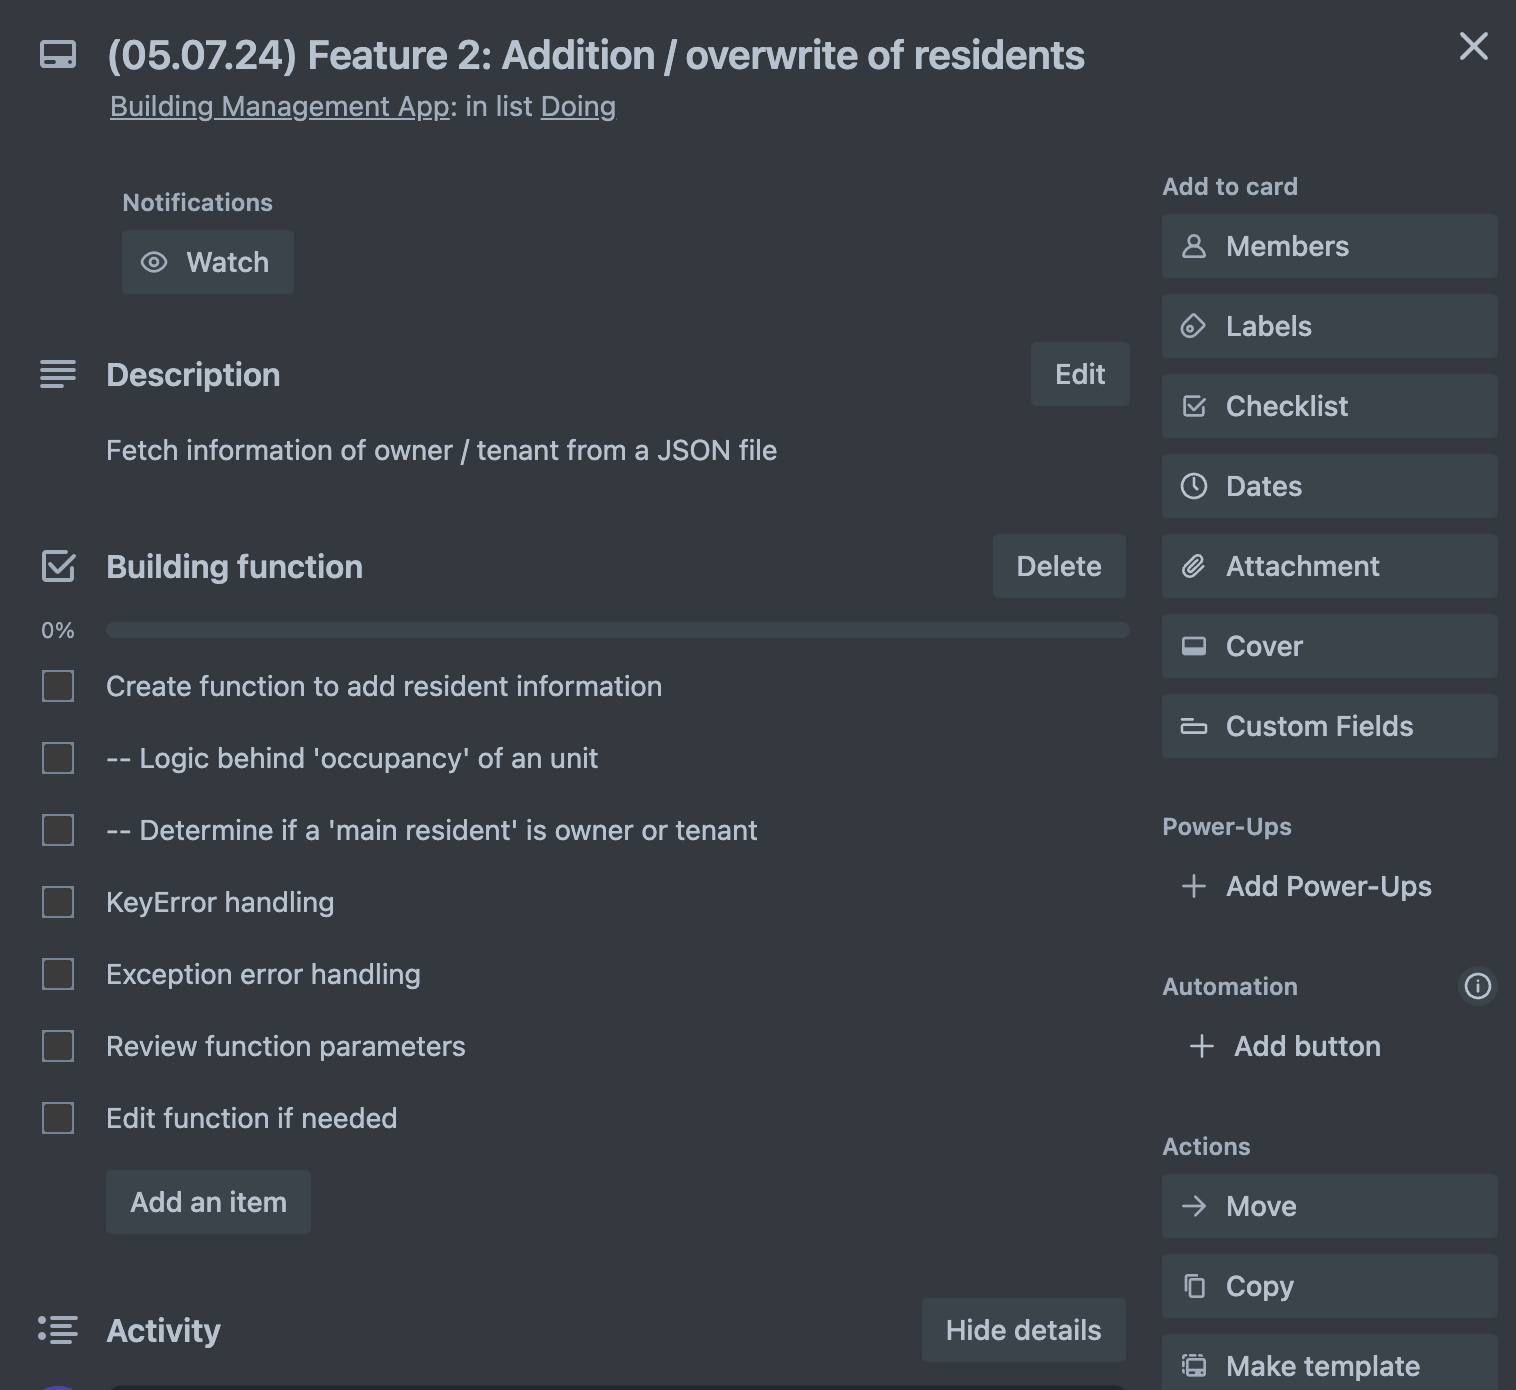 (05.07.24) Feature 2: Addition / overwrite of residents
Building Management App: in list Doing
Notifications
Watch
Description
Edit
Fetch information of owner / tenant from a JSON file
Building function
Delete
0%
Create function to add resident information
-- Logic behind 'occupancy' of an unit
-- Determine if a 'main resident' is owner or tenant
KeyError handling
Exception error handling
Review function parameters
Edit function if needed
Add an item
Activity
Hide details
Add to card
Members
Labels
Checklist
Dates
Attachment
Cover
Custom Fields
Power-Ups
Add Power-Ups
Automation
Add button
Actions
Move
Copy
Make template